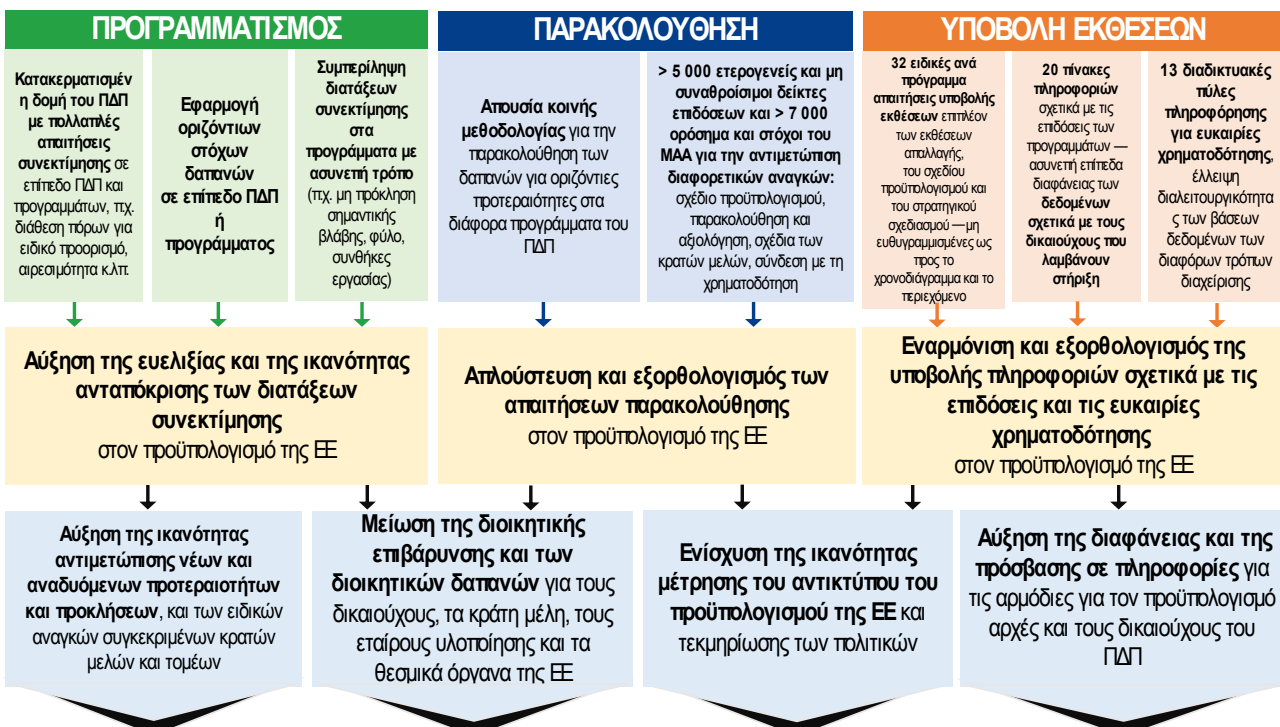 ΠΡΟΓΡΑΜΜΑΤΙΣΜΟΣ
Κατακερματισμέν
η δομή του ΠΔΠ
με πολλαπλές
απαιτήσεις
συνεκτίμησης σε
επίπεδο ΠΔΠ και
προγραμμάτων, π.χ.
διάθεση πόρων για
ειδικό προορισμό,
αιρεσιμότητα κ.λπ.
Εφαρμογή
οριζόντιων
στόχων
δαπανών
σε επίπεδο ΠΔΠ
ή
προγράμματος
Συμπερίληψη
διατάξεων
συνεκτίμησης
στα
προγράμματα με
ασυνεπή τρόπο
(π.χ. μη πρόκληση
σημαντικής
βλάβης, φύλο,
συνθήκες
εργασίας)
ΠΑΡΑΚΟΛΟΥΘΗΣΗ
Απουσία κοινής
μεθοδολογίας για την
παρακολούθηση των
δαπανών για οριζόντιες
προτεραιότητες στα
διάφορα προγράμματα του
ΠΔΠ
> 5 000 ετερογενείς και μη
συναθροίσιμοι δείκτες
επιδόσεων και > 7 000
ορόσημα και στόχοι του
ΜΑΑ για την αντιμετώπιση
διαφορετικών αναγκών:
σχέδιο προϋπολογισμού,
παρακολούθηση και
αξιολόγηση, σχέδια των
κρατών μελών, σύνδεση με τη
χρηματοδότηση
ΥΠΟΒΟΛΗ ΕΚΘΕΣΕΩΝ
32 ειδικές ανά
πρόγραμμα
απαιτήσεις υποβολής
εκθέσεων επιπλέον
των εκθέσεων
απαλλαγής,
του σχεδίου
προϋπολογισμού και
του στρατηγικού
σχεδιασμού — μη
ευθυγραμμισμένες ως
προς το
χρονοδιάγραμμα και το
περιεχόμενο
20 πίνακες
πληροφοριών
σχετικά με τις
επιδόσεις των
προγραμμάτων —
ασυνεπή επίπεδα
διαφάνειας των
δεδομένων
σχετικά με τους
δικαιούχους που
λαμβάνουν
στήριξη
13 διαδικτυακές
πύλες
πληροφόρησης
για ευκαιρίες
χρηματοδότησης,
έλλειψη
διαλειτουργικότητα
ς των βάσεων
δεδομένων των
διαφόρων τρόπων
διαχείρισης
Αύξηση της ευελιξίας και της ικανότητας
ανταπόκρισης των διατάξεων
συνεκτίμησης
στον προϋπολογισμό της ΕΕ
Απλούστευση και εξορθολογισμός των
απαιτήσεων παρακολούθησης
στον προϋπολογισμό της ΕΕ
Εναρμόνιση και εξορθολογισμός της
υποβολής πληροφοριών σχετικά με τις
επιδόσεις και τις ευκαιρίες
χρηματοδότησης
στον προϋπολογισμό της ΕΕ
Αύξηση της ικανότητας
αντιμετώπισης νέων και
αναδυόμενων προτεραιοτήτων
και προκλήσεων, και των ειδικών
αναγκών συγκεκριμένων κρατών
μελών και τομέων
Μείωση της διοικητικής
επιβάρυνσης και των
διοικητικών δαπανών για τους
δικαιούχους, τα κράτη μέλη, τους
εταίρους υλοποίησης και τα
θεσμικά όργανα της ΕΕ
Ενίσχυση της ικανότητας
μέτρησης του αντικτύπου του
προϋπολογισμού της ΕΕ και
τεκμηρίωσης των πολιτικών
Αύξηση της διαφάνειας και της
πρόσβασης σε πληροφορίες για
τις αρμόδιες για τον προϋπολογισμό
αρχές και τους δικαιούχους του
ΠΔΠ